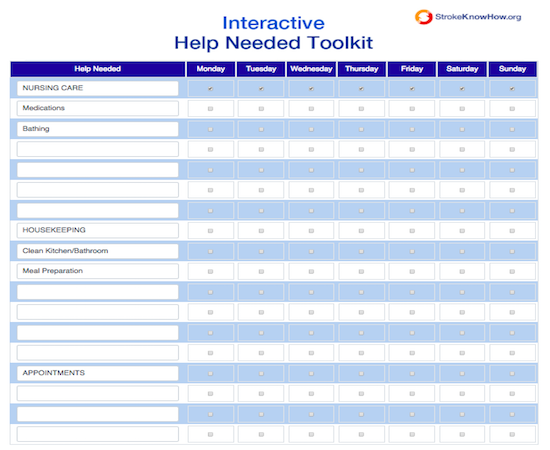 StrokeKnowHow.org
Interactive
Help Needed Toolkit
Help Needed Monday Tuesday Wednesday Thursday Friday Saturday Sunday
NURSING CARE
Medications
Bathing
HOUSEKEEPING
Clean Kitchen/Bathroom
Meal Preparation
APPOINTMENTS